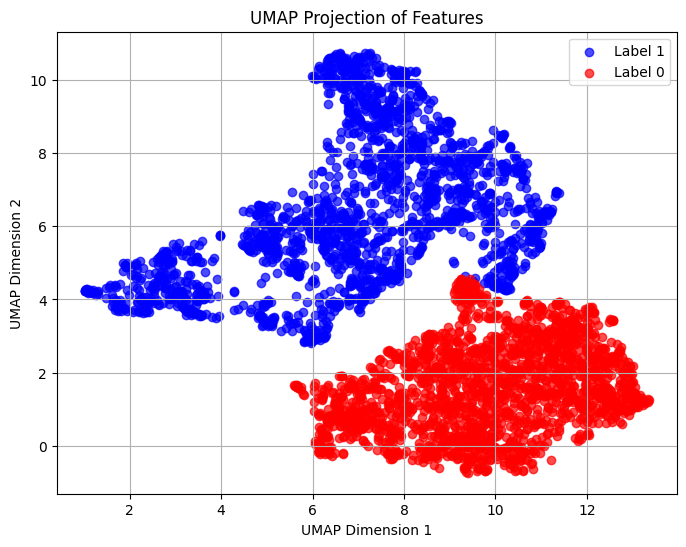 UMAP Projection of Features
Label 1
Label 0
10
8
6
4
2
0
UMAP Dimension 2
2
4
6
8
10
12
UMAP Dimension 1